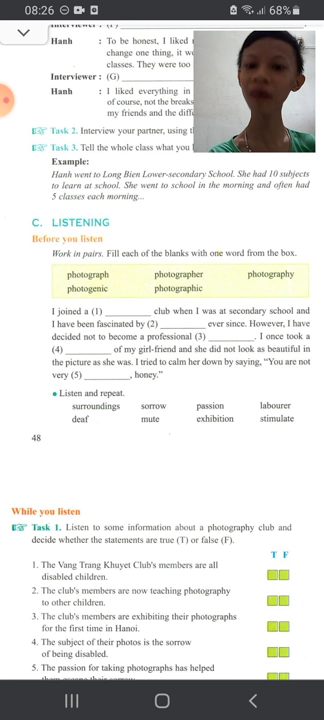 08:26
68%
Interviewer : (F)
Hanh : To be honest, I liked
change one thing, it w
classes. They were too
Interviewer : (G)
Hanh : I liked everything in
of course, not the breaks
my friends and the diff
Task 2. Interview your partner, using t
Task 3. Tell the whole class what you l
Example:
Hanh went to Long Bien Lower-secondary School. She had 10 subjects
to learn at school. She went to school in the morning and often had
5 classes each morning...
C. LISTENING
Before you listen
Work in pairs. Fill each of the blanks with one word from the box.
photograph photographer photography
photogenic photographic
I joined a (1) __________ club when I was at secondary school and
I have been fascinated by (2) __________ ever since. However, I have
decided not to become a professional (3) __________. I once took a
(4) __________ of my girl-friend and she did not look as beautiful in
the picture as she was. I tried to calm her down by saying, “You are not
very (5) __________, honey.”
• Listen and repeat.
surroundings sorrow passion labourer
deaf mute exhibition stimulate
48
While you listen
Task 1. Listen to some information about a photography club and
decide whether the statements are true (T) or false (F).
T F
1. The Vang Trang Khuyet Club's members are all
disabled children.
2. The club's members are now teaching photography
to other children.
3. The club's members are exhibiting their photographs
for the first time in Hanoi.
4. The subject of their photos is the sorrow
of being disabled.
5. The passion for taking photographs has helped
them escape their sorrow.